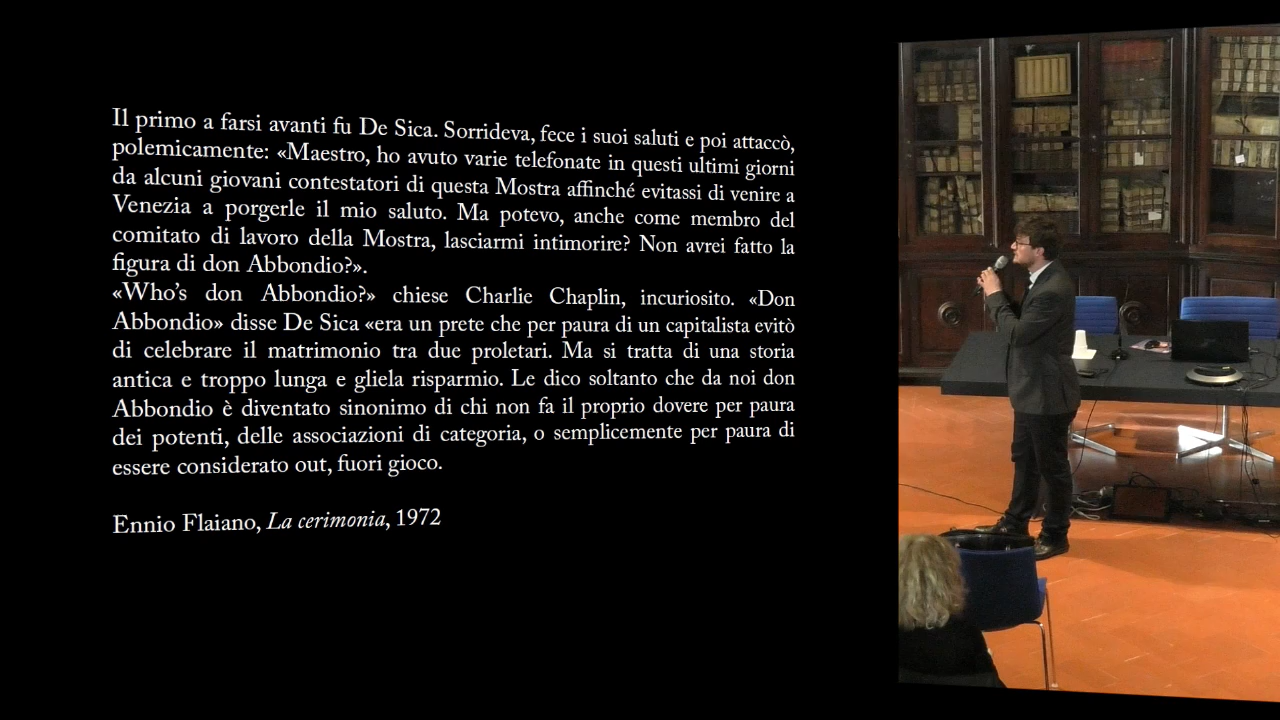 Il primo a farsi avanti fu De Sica. Sorrideva, fece i suoi saluti e poi attaccò,
polemicamente: «Maestro, ho avuto varie telefonate in questi ultimi giorni
da alcuni giovani contestatori di questa Mostra affinché evitassi di venire a
Venezia a porgerle il mio saluto. Ma potevo, anche come membro del
comitato di lavoro della Mostra, lasciarmi intimorire? Non avrei fatto la
figura di don Abbondio?».
«Who's don Abbondio?» chiese Charlie Chaplin, incuriosito. «Don
Abbondio» disse De Sica «era un prete che per paura di un capitalista evitò
di celebrare il matrimonio tra due proletari. Ma si tratta di una storia
antica e troppo lunga e gliela risparmio. Le dico soltanto che da noi don
Abbondio è diventato sinonimo di chi non fa il proprio dovere per paura
dei potenti, delle associazioni di categoria, o semplicemente per paura di
essere considerato out, fuori gioco.
Ennio Flaiano, La cerimonia, 1972